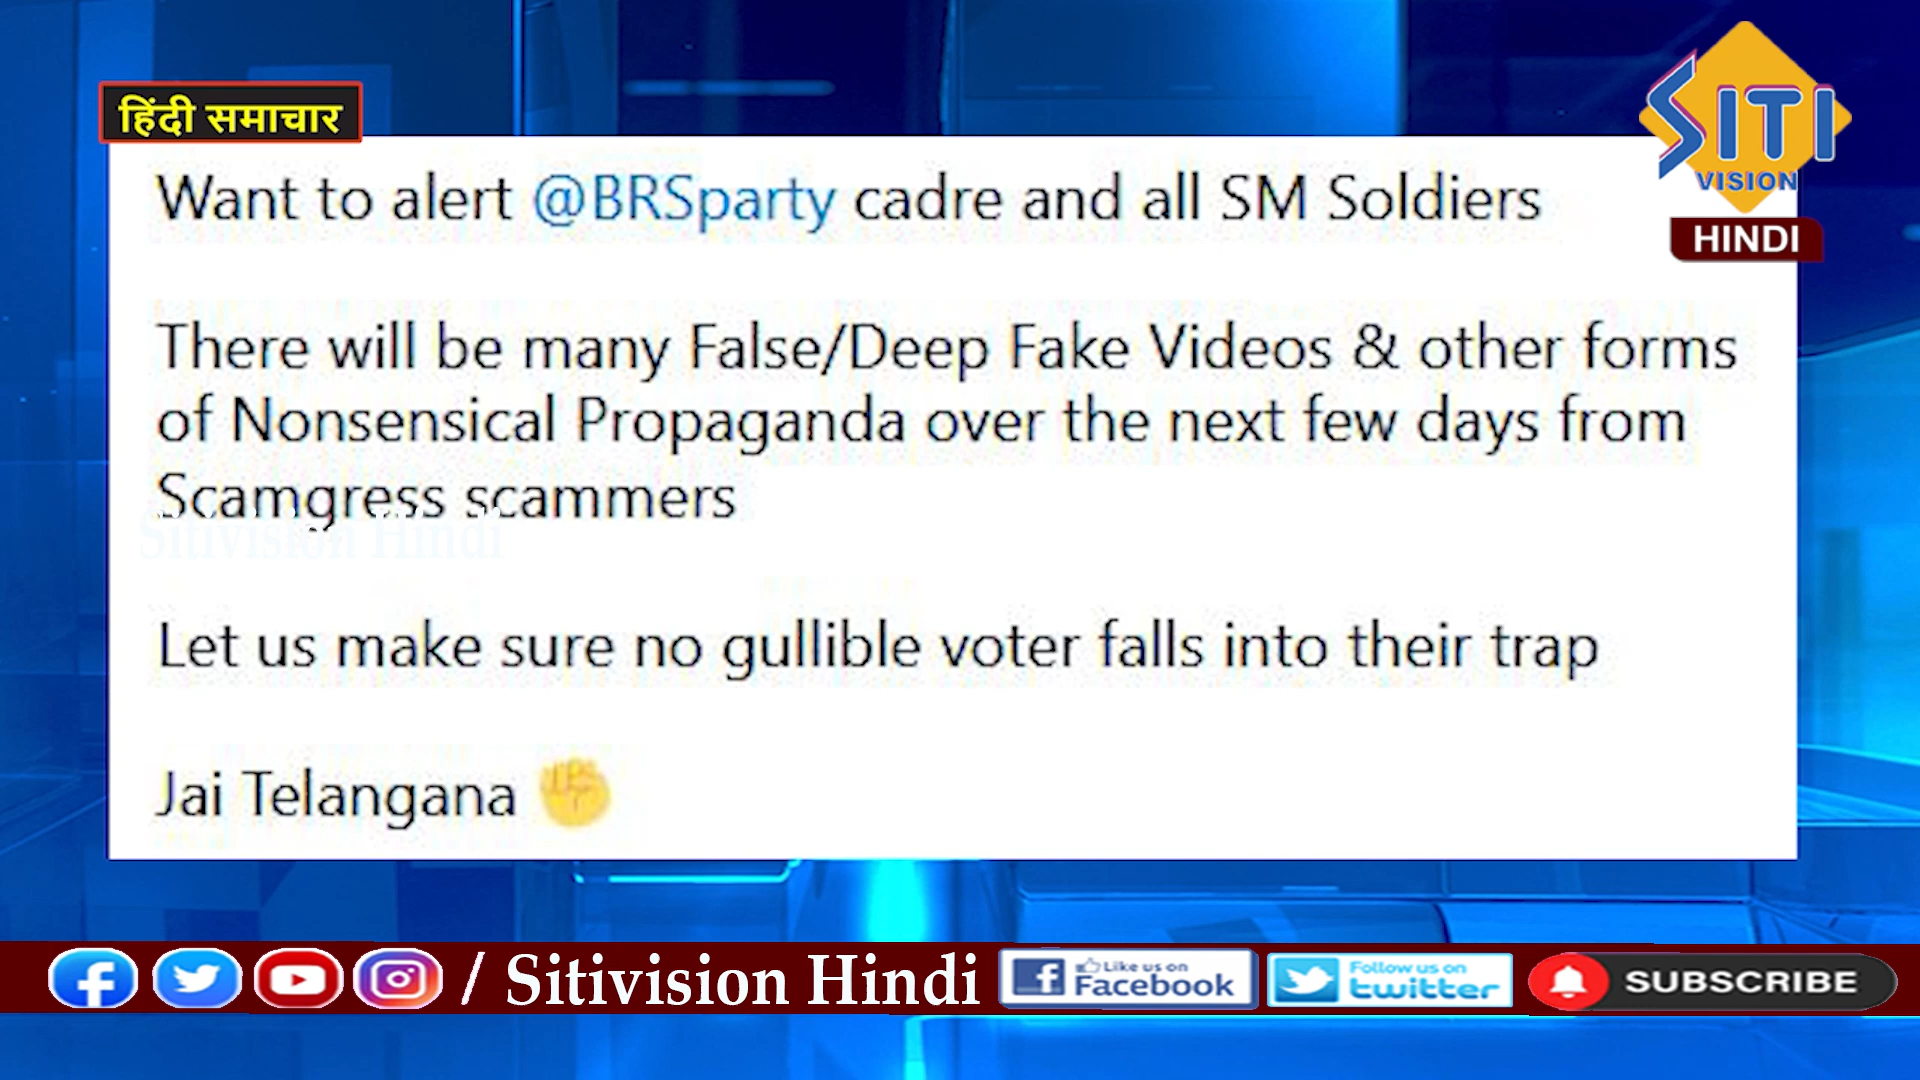 हिंदी समाचार
SITI
VISION
HINDI
Want to alert @BRSparty cadre and all SM Soldiers
There will be many False/Deep Fake Videos & other forms
of Nonsensical Propaganda over the next few days from
Scamgress scammers
Sitivision Hindi
Let us make sure no gullible voter falls into their trap
Jai Telangana ✊
/ Sitivision Hindi
Like us on
Facebook
Follow us on
twitter
SUBSCRIBE